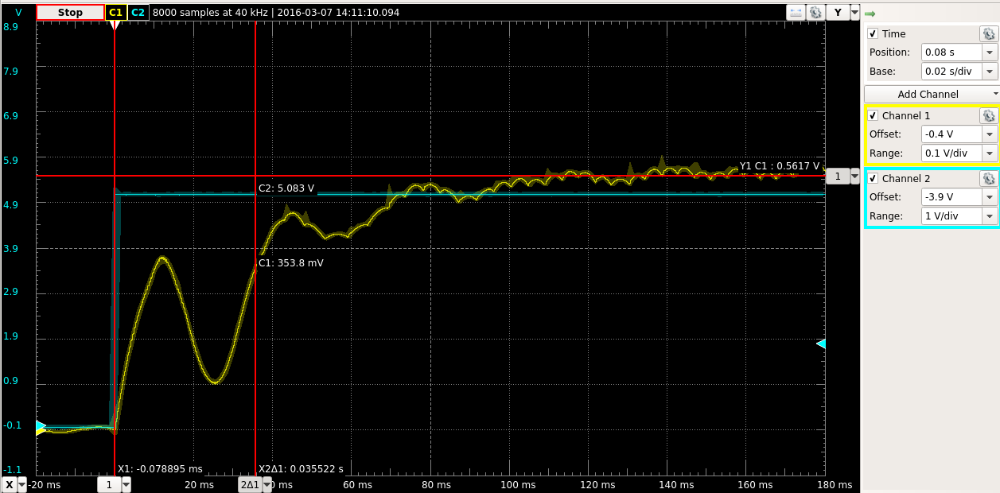 V Stop C1 C2 8000 samples at 40 kHz | 2016-03-07 14:11:10.094 Y
8.9
7.9
6.9
5.9
4.9
3.9
2.9
1.9
0.9
-0.1
-1.1
Y1 C1 : 0.5617 V
1
C2: 5.083 V
C1: 353.8 mV
X1: -0.078895 ms X2Δ1: 0.035522 s
X -20 ms 1 20 ms 2Δ1 ms 60 ms 80 ms 100 ms 120 ms 140 ms 160 ms 180 ms
Time
Position: 0.08 s
Base: 0.02 s/div
Add Channel
Channel 1
Offset: -0.4 V
Range: 0.1 V/div
Channel 2
Offset: -3.9 V
Range: 1 V/div